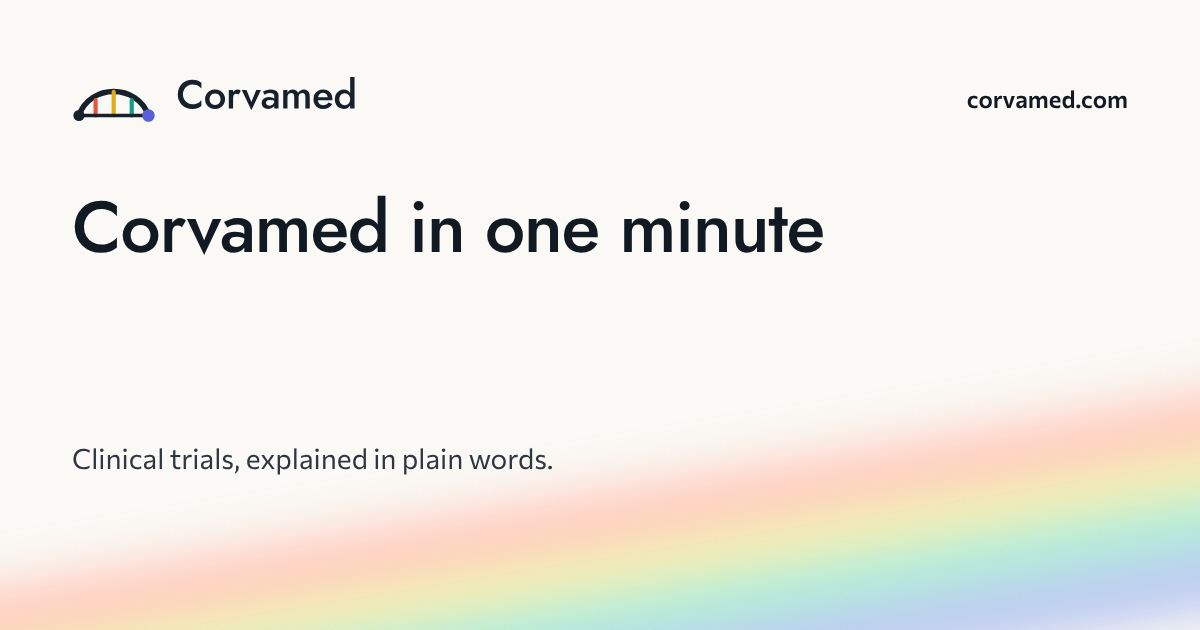 Corvamed
corvamed.com
Corvamed in one minute
Clinical trials, explained in plain words.